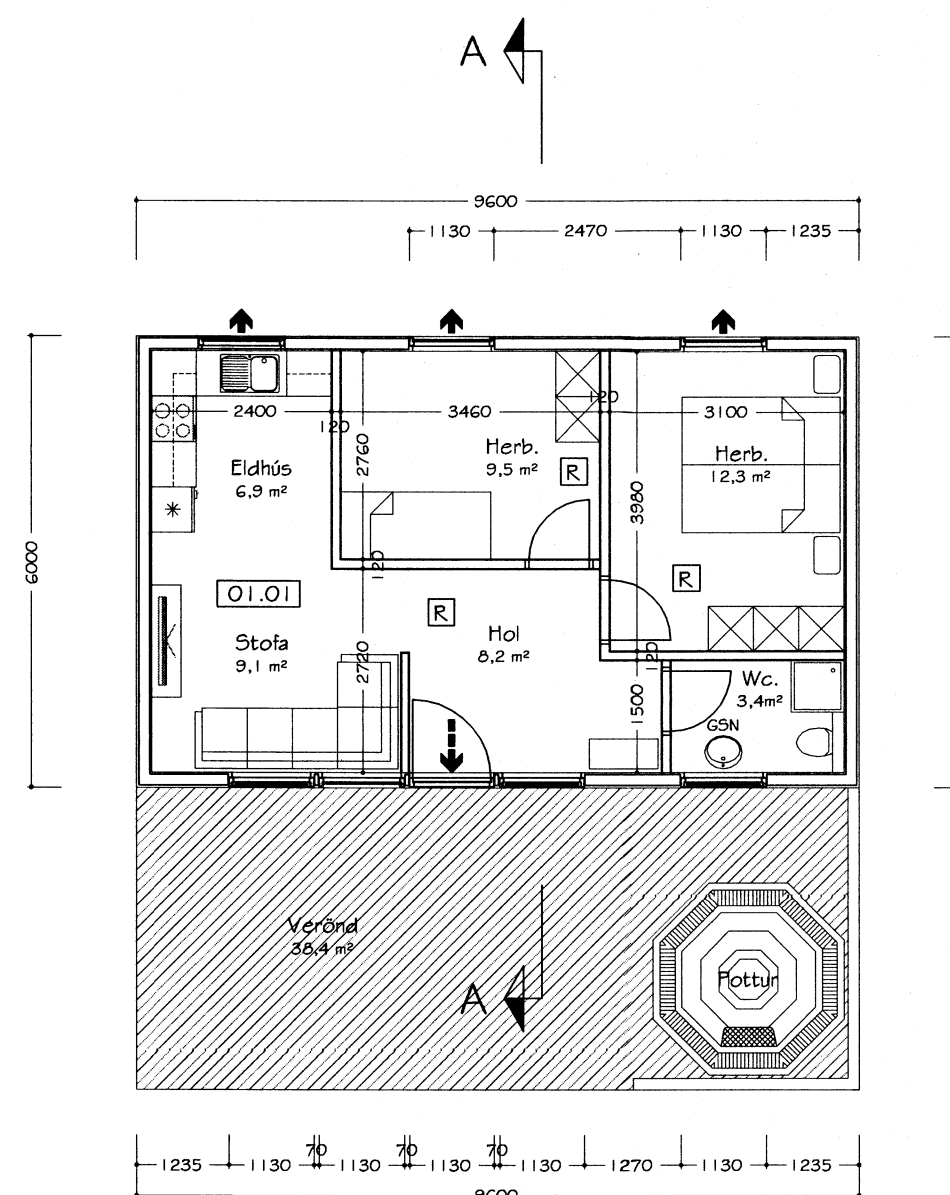 A
9600
1130 2470 1130 1235
2400 120 3460 120 3100
Eldhús
6,9 m²
2760
Herb.
9,5 m²
R
Herb.
12,3 m²
3980
6000
120
01.01
R
R
Stofa
9,1 m²
2720
Hol
8,2 m²
120
1500
Wc.
3,4m²
GSN
Verönd
38,4 m²
Pottur
A
70 70 70
1235 1130 1130 1130 1130 1270 1130 1235
9600